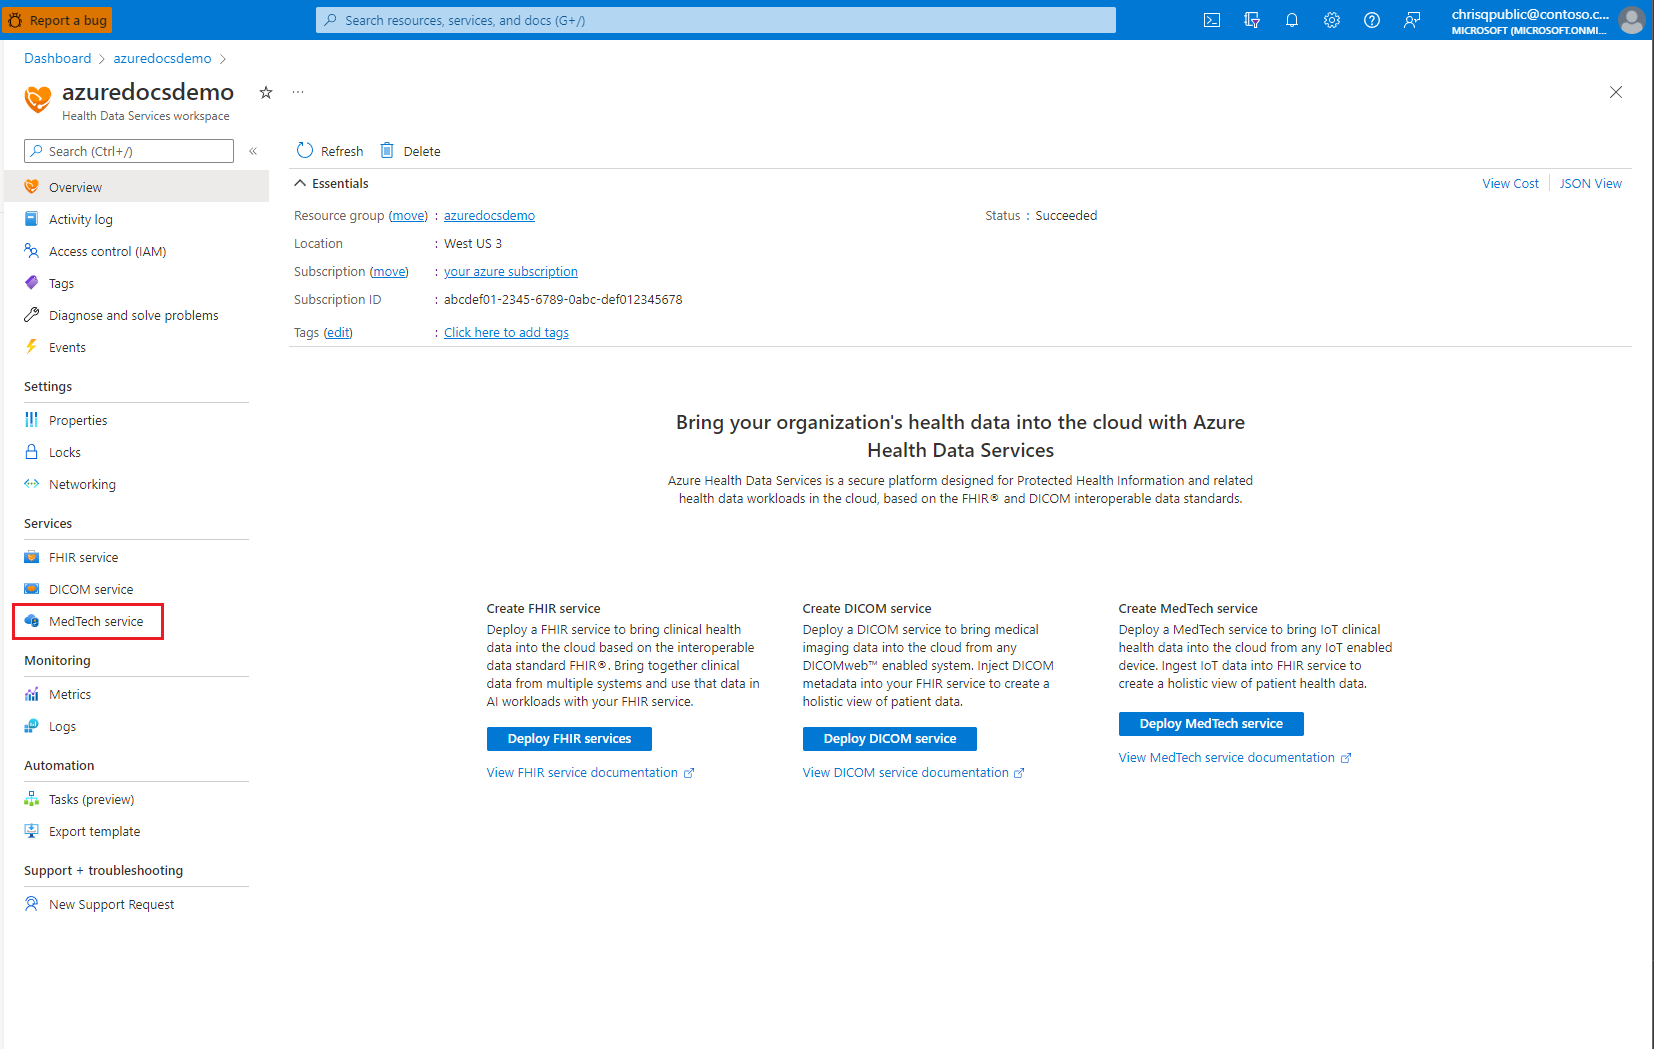 Report a bug
Search resources, services, and docs (G+/)
chrisqpublic@contoso.c...
MICROSOFT (MICROSOFT.ONMI...
Dashboard > azuredocsdemo >
azuredocsdemo
...
Health Data Services workspace
Search (Ctrl+/)
«
Refresh
Delete
Overview
Activity log
Access control (IAM)
Tags
Diagnose and solve problems
Events
Settings
Properties
Locks
Networking
Services
FHIR service
DICOM service
MedTech service
Monitoring
Metrics
Logs
Automation
Tasks (preview)
Export template
Support + troubleshooting
New Support Request
Essentials
View Cost
JSON View
Resource group (move) : azuredocsdemo
Status : Succeeded
Location : West US 3
Subscription (move) : your azure subscription
Subscription ID : abcdef01-2345-6789-0abc-def012345678
Tags (edit) : Click here to add tags
Bring your organization's health data into the cloud with Azure
Health Data Services
Azure Health Data Services is a secure platform designed for Protected Health Information and related
health data workloads in the cloud, based on the FHIR® and DICOM interoperable data standards.
Create FHIR service
Deploy a FHIR service to bring clinical health
data into the cloud based on the interoperable
data standard FHIR®. Bring together clinical
data from multiple systems and use that data in
AI workloads with your FHIR service.
Deploy FHIR services
View FHIR service documentation
Create DICOM service
Deploy a DICOM service to bring medical
imaging data into the cloud from any
DICOMweb™ enabled system. Inject DICOM
metadata into your FHIR service to create a
holistic view of patient data.
Deploy DICOM service
View DICOM service documentation
Create MedTech service
Deploy a MedTech service to bring IoT clinical
health data into the cloud from any IoT enabled
device. Ingest IoT data into FHIR service to
create a holistic view of patient health data.
Deploy MedTech service
View MedTech service documentation